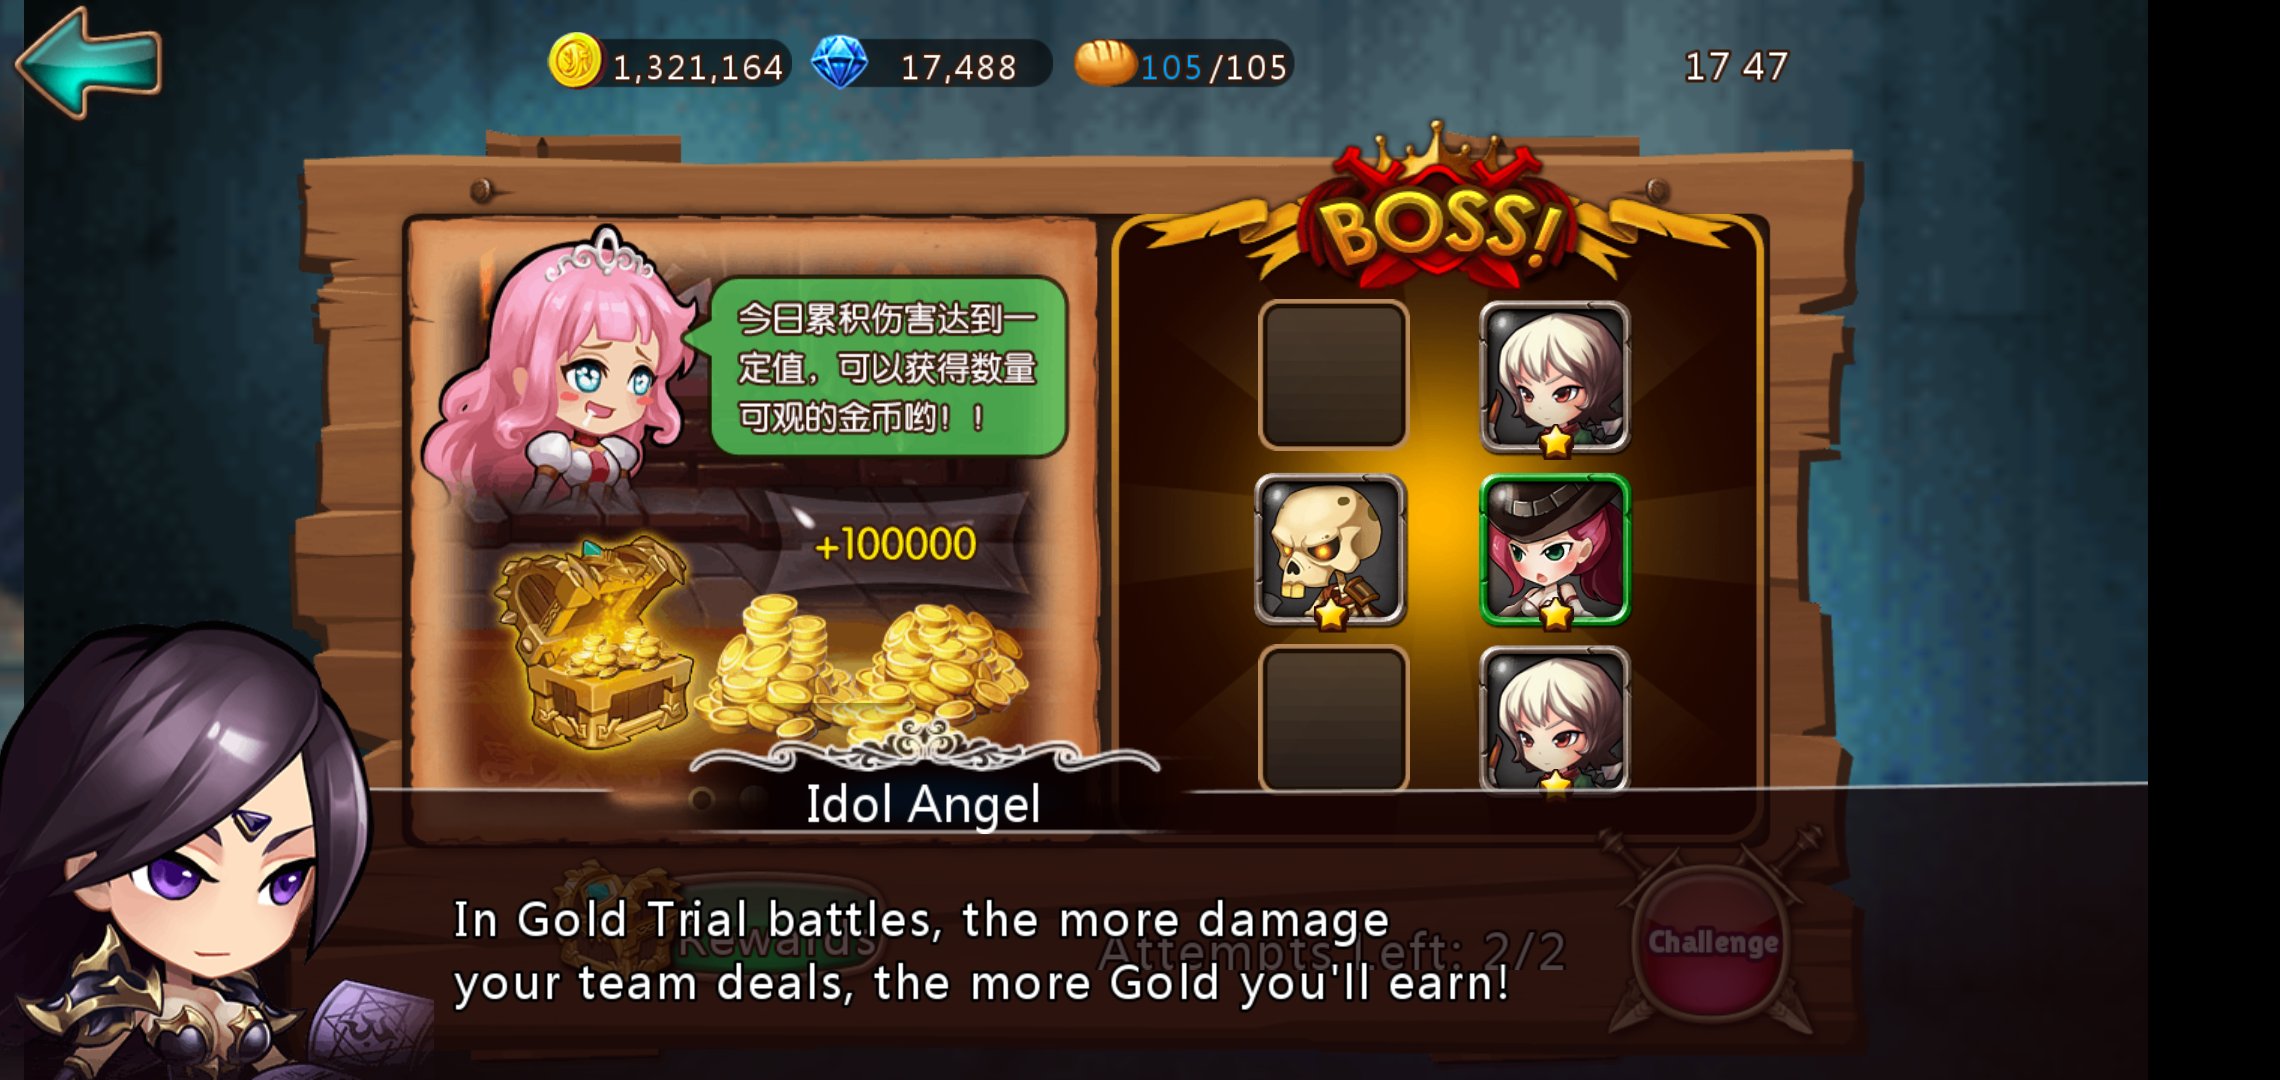 1,321,164
17,488
105/105
17 47
BOSS!
今日累积伤害达到一
定值，可以获得数量
可观的金币哟！！
+100000
Idol Angel
In Gold Trial battles, the more damage
your team deals, the more Gold you'll earn!
Rewards
Attempts Left: 2/2
Challenge